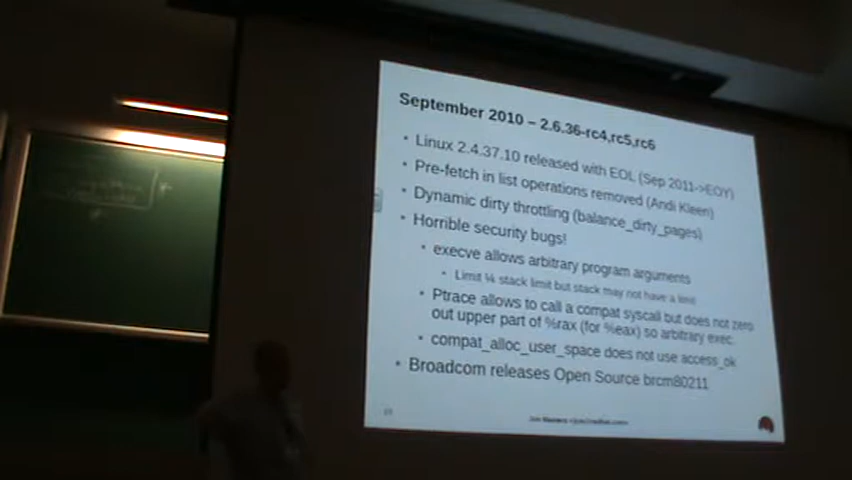 September 2010 – 2.6.36-rc4,rc5,rc6
• Linux 2.4.37.10 released with EOL (Sep 2011->EOY)
• Pre-fetch in list operations removed (Andi Kleen)
• Dynamic dirty throttling (balance_dirty_pages)
• Horrible security bugs!
• execve allows arbitrary program arguments
• Limit ¼ stack limit but stack may not have a limit
• Ptrace allows to call a compat syscall but does not zero
out upper part of %rax (for %eax) so arbitrary exec.
• compat_alloc_user_space does not use access_ok
• Broadcom releases Open Source brcm80211